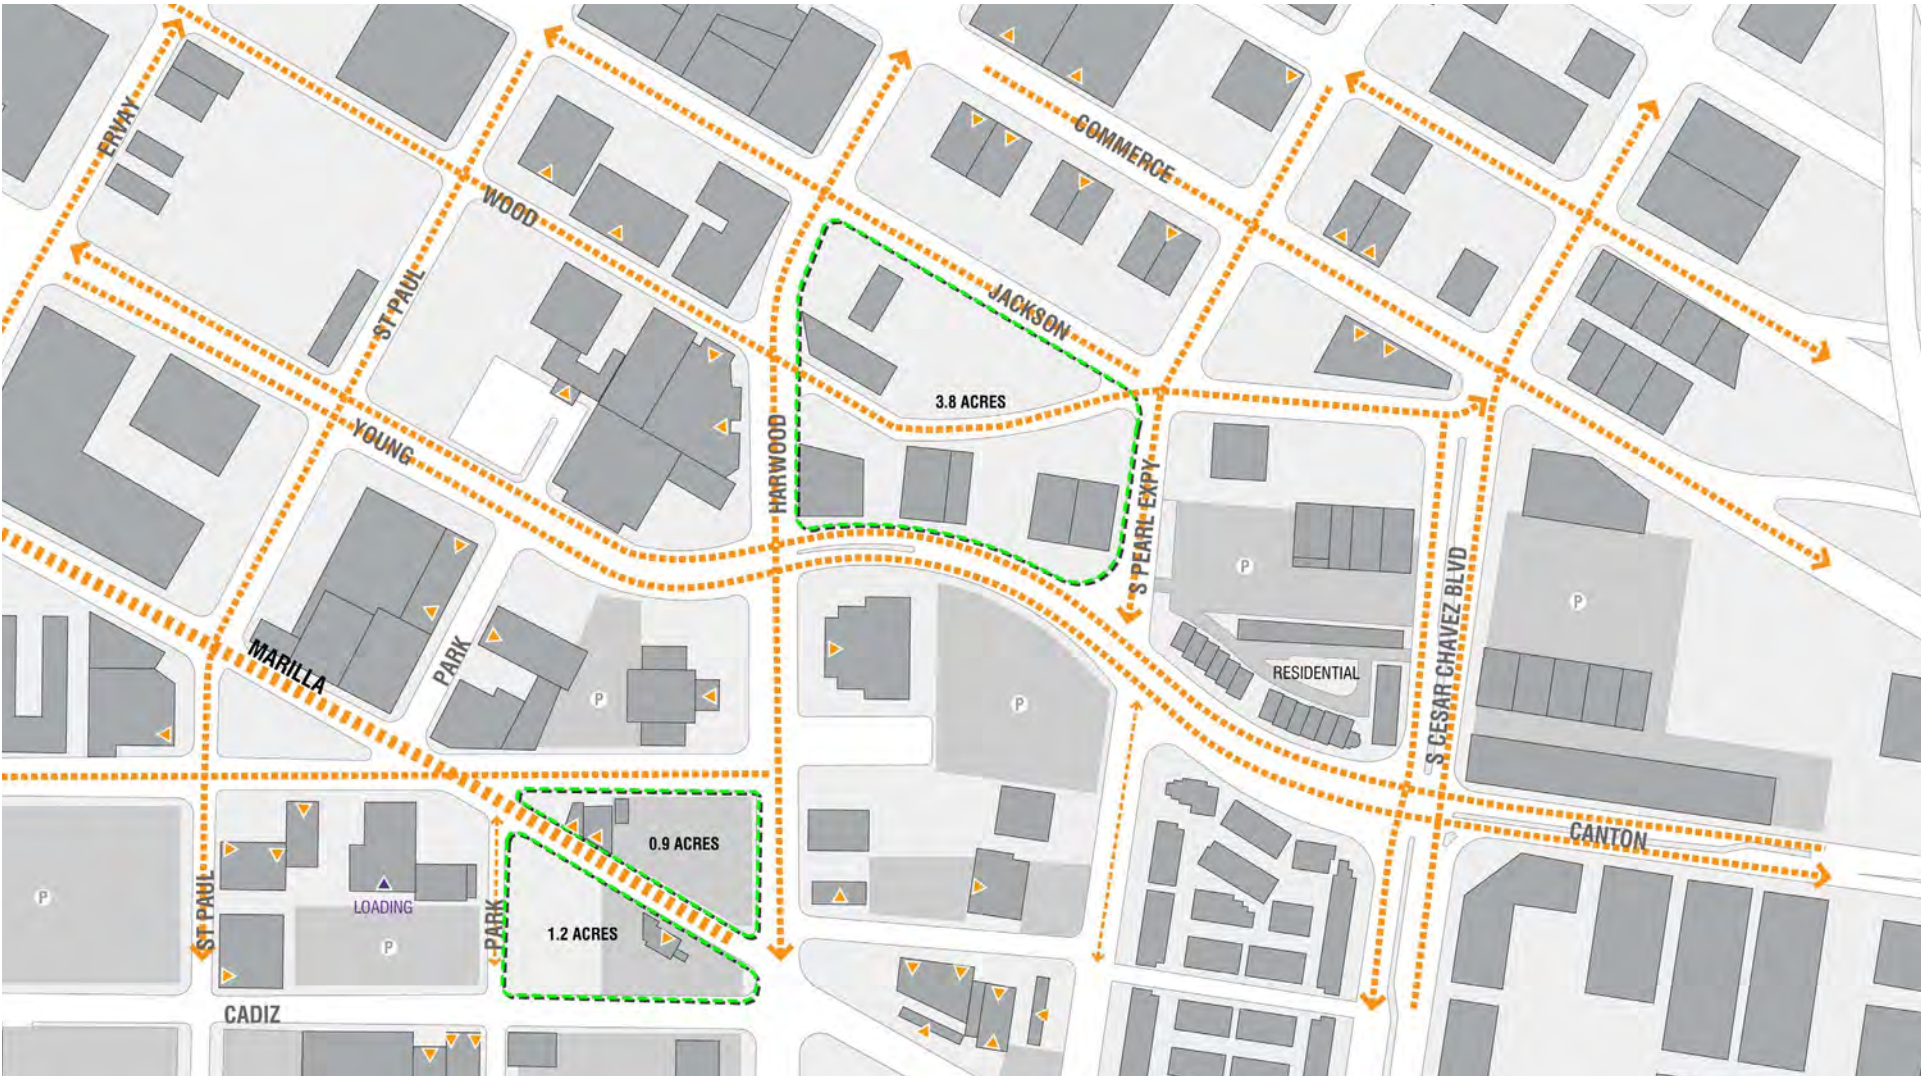 ERVAY
COMMERCE
WOOD
ST PAUL
JACKSON
3.8 ACRES
YOUNG
HARWOOD
S PEARL EXPY
P
P
S CESAR CHAVEZ BLVD
MARILLA
PARK
RESIDENTIAL
P
P
CANTON
0.9 ACRES
P
LOADING
ST PAUL
PARK
1.2 ACRES
P
CADIZ